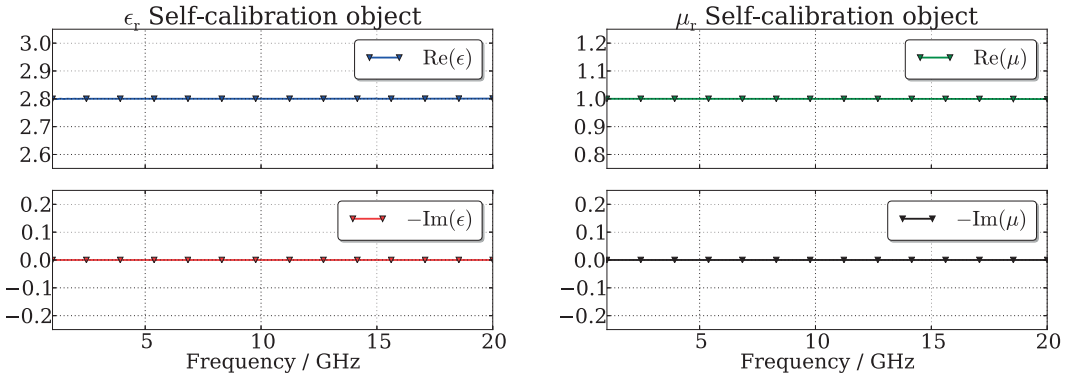 ϵr Self-calibration object
3.0
2.9
2.8
2.7
2.6
Re(ϵ)
0.2
0.1
0.0
−0.1
−0.2
−Im(ϵ)
5 10 15 20
Frequency / GHz
μr Self-calibration object
1.2
1.1
1.0
0.9
0.8
Re(μ)
0.2
0.1
0.0
−0.1
−0.2
−Im(μ)
5 10 15 20
Frequency / GHz